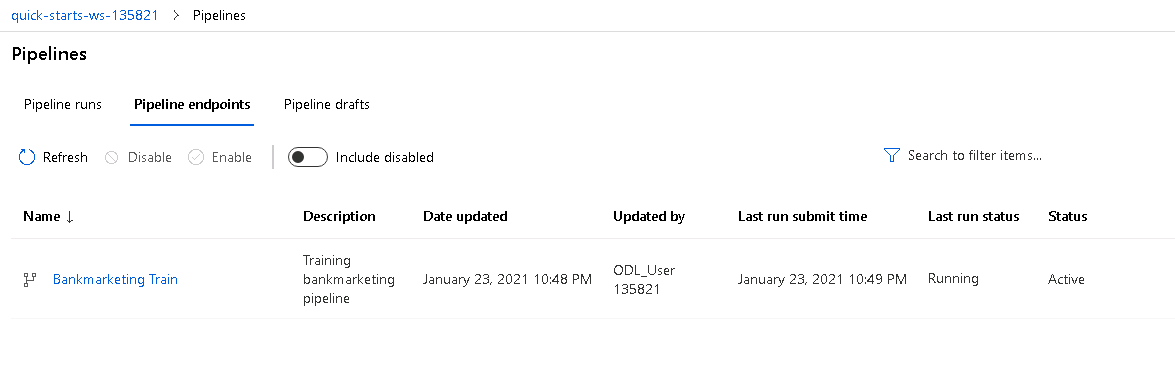 quick-starts-ws-135821 > Pipelines
Pipelines
Pipeline runs Pipeline endpoints Pipeline drafts
Refresh Disable Enable Include disabled Search to filter items...
Name ↓ Description Date updated Updated by Last run submit time Last run status Status
Bankmarketing Train
Training
bankmarketing
pipeline
January 23, 2021 10:48 PM
ODL_User
135821
January 23, 2021 10:49 PM
Running
Active